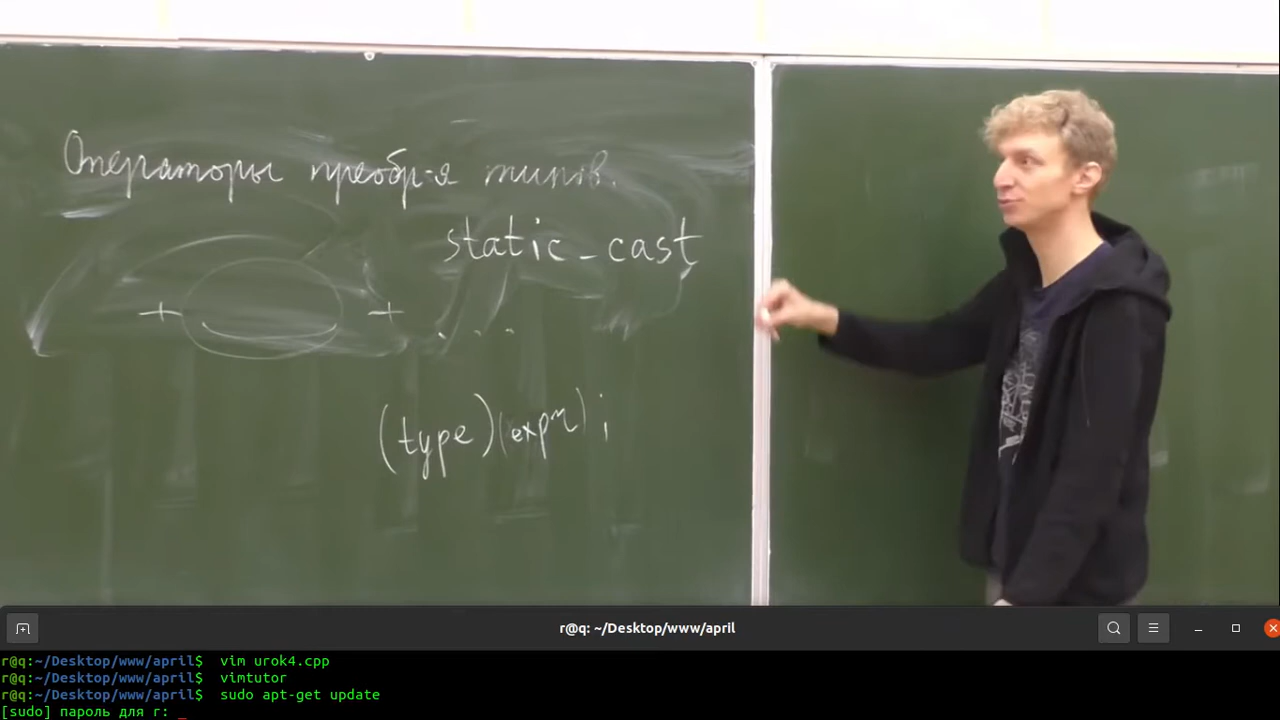 Операторы преобр-я типов.
static_cast
+ +
...
(type)(expr);
r@q: ~/Desktop/www/april
r@q:~/Desktop/www/april$ vim urok4.cpp
r@q:~/Desktop/www/april$ vimtutor
r@q:~/Desktop/www/april$ sudo apt-get update
[sudo] пароль для r: